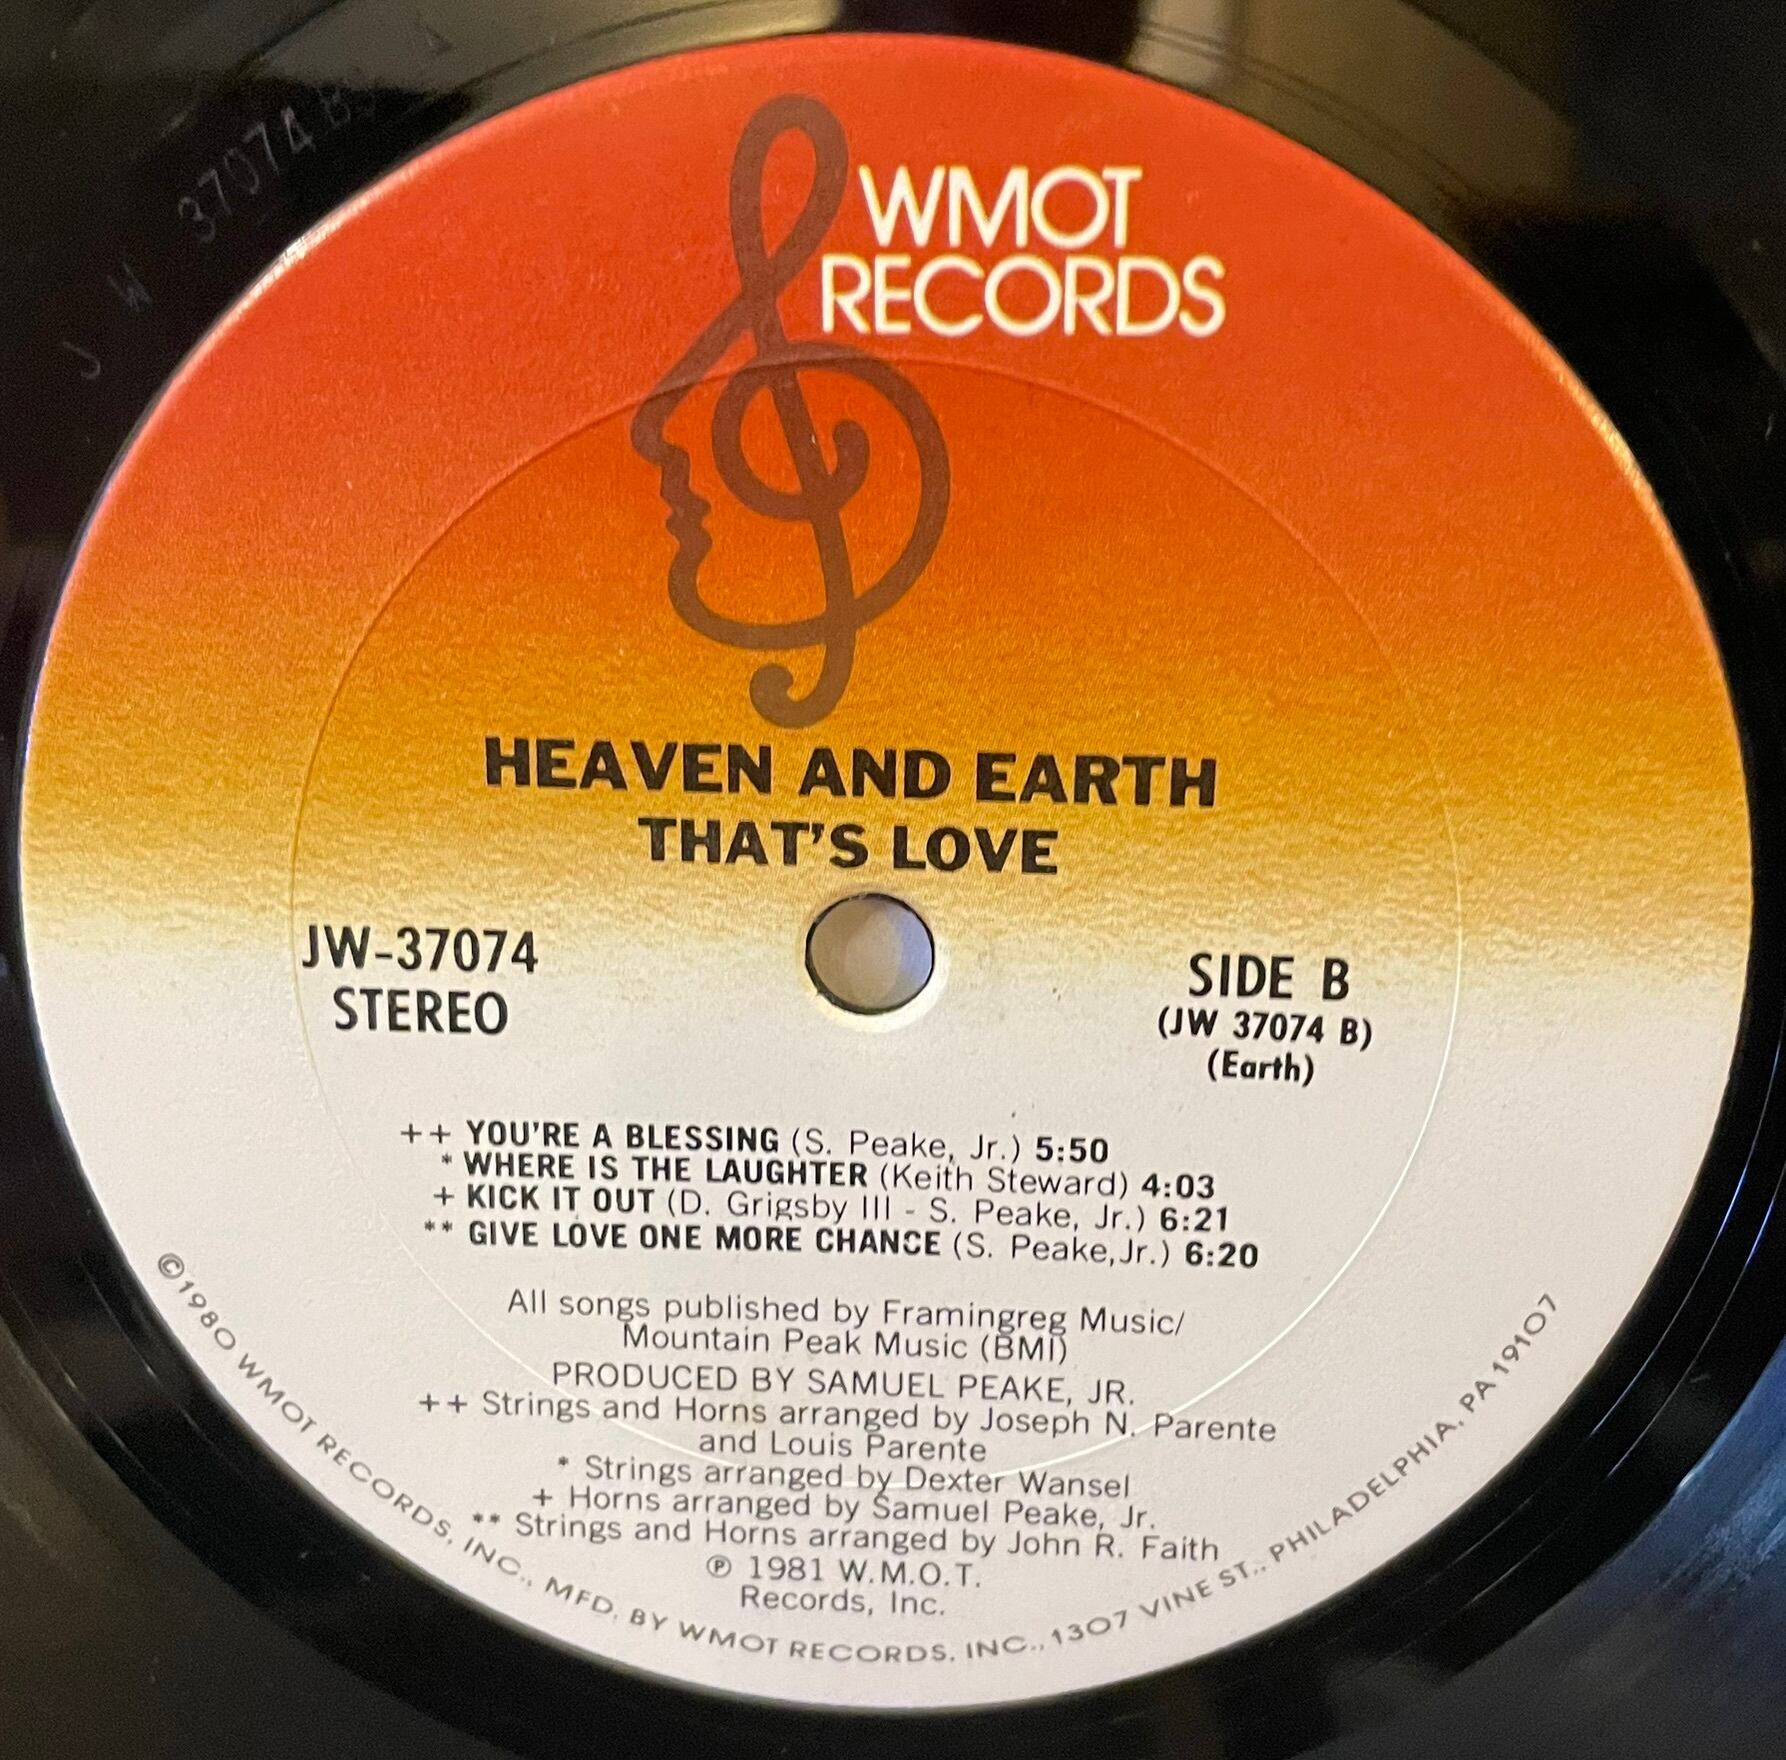 J W 37074 B
WMOT
RECORDS
HEAVEN AND EARTH
THAT'S LOVE
JW-37074
STEREO
SIDE B
(JW 37074 B)
(Earth)
++ YOU'RE A BLESSING (S. Peake, Jr.) 5:50
* WHERE IS THE LAUGHTER (Keith Steward) 4:03
+ KICK IT OUT (D. Grigsby III - S. Peake, Jr.) 6:21
** GIVE LOVE ONE MORE CHANCE (S. Peake,Jr.) 6:20
All songs published by Framingreg Music/
Mountain Peak Music (BMI)
PRODUCED BY SAMUEL PEAKE, JR.
++ Strings and Horns arranged by Joseph N. Parente
and Louis Parente
* Strings arranged by Dexter Wansel
+ Horns arranged by Samuel Peake, Jr.
** Strings and Horns arranged by John R. Faith
℗ 1981 W.M.O.T.
Records, Inc.
©1980 WMOT RECORDS, INC., MFD. BY WMOT RECORDS, INC., 1307 VINE ST., PHILADELPHIA, PA 19107